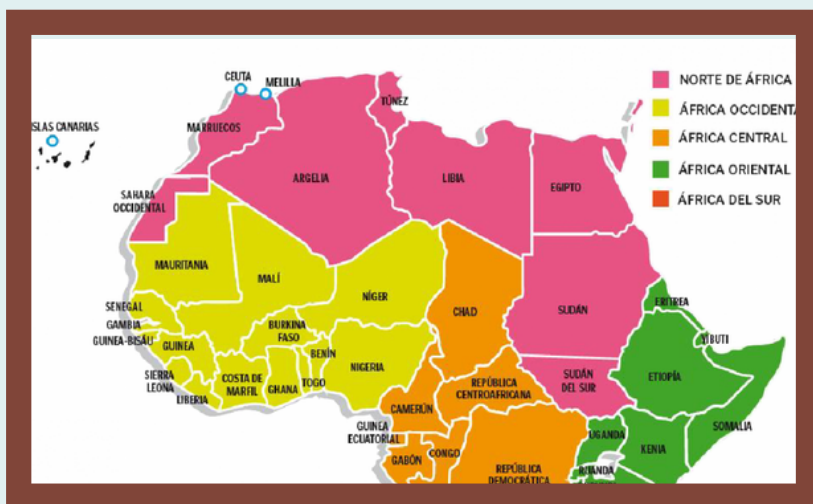 CEUTA
MELILLA
TÚNEZ
ISLAS CANARIAS
MARRUECOS
NORTE DE ÁFRICA
ÁFRICA OCCIDENTA
ÁFRICA CENTRAL
ÁFRICA ORIENTAL
ÁFRICA DEL SUR
ARGELIA
LIBIA
EGIPTO
SAHARA
OCCIDENTAL
MAURITANIA
MALÍ
NÍGER
CHAD
SUDÁN
ERITREA
YIBUTI
SENEGAL
GAMBIA
GUINEA-BISÁU
GUINEA
BURKINA
FASO
BENÍN
NIGERIA
SIERRA
LEONA
LIBERIA
COSTA DE
MARFIL
GHANA
TOGO
CAMERÚN
REPÚBLICA
CENTROAFRICANA
SUDÁN
DEL SUR
ETIOPÍA
SOMALIA
GUINEA
ECUATORIAL
GABÓN
CONGO
REPÚBLICA
DEMOCRÁTICA
UGANDA
KENIA
RUANDA